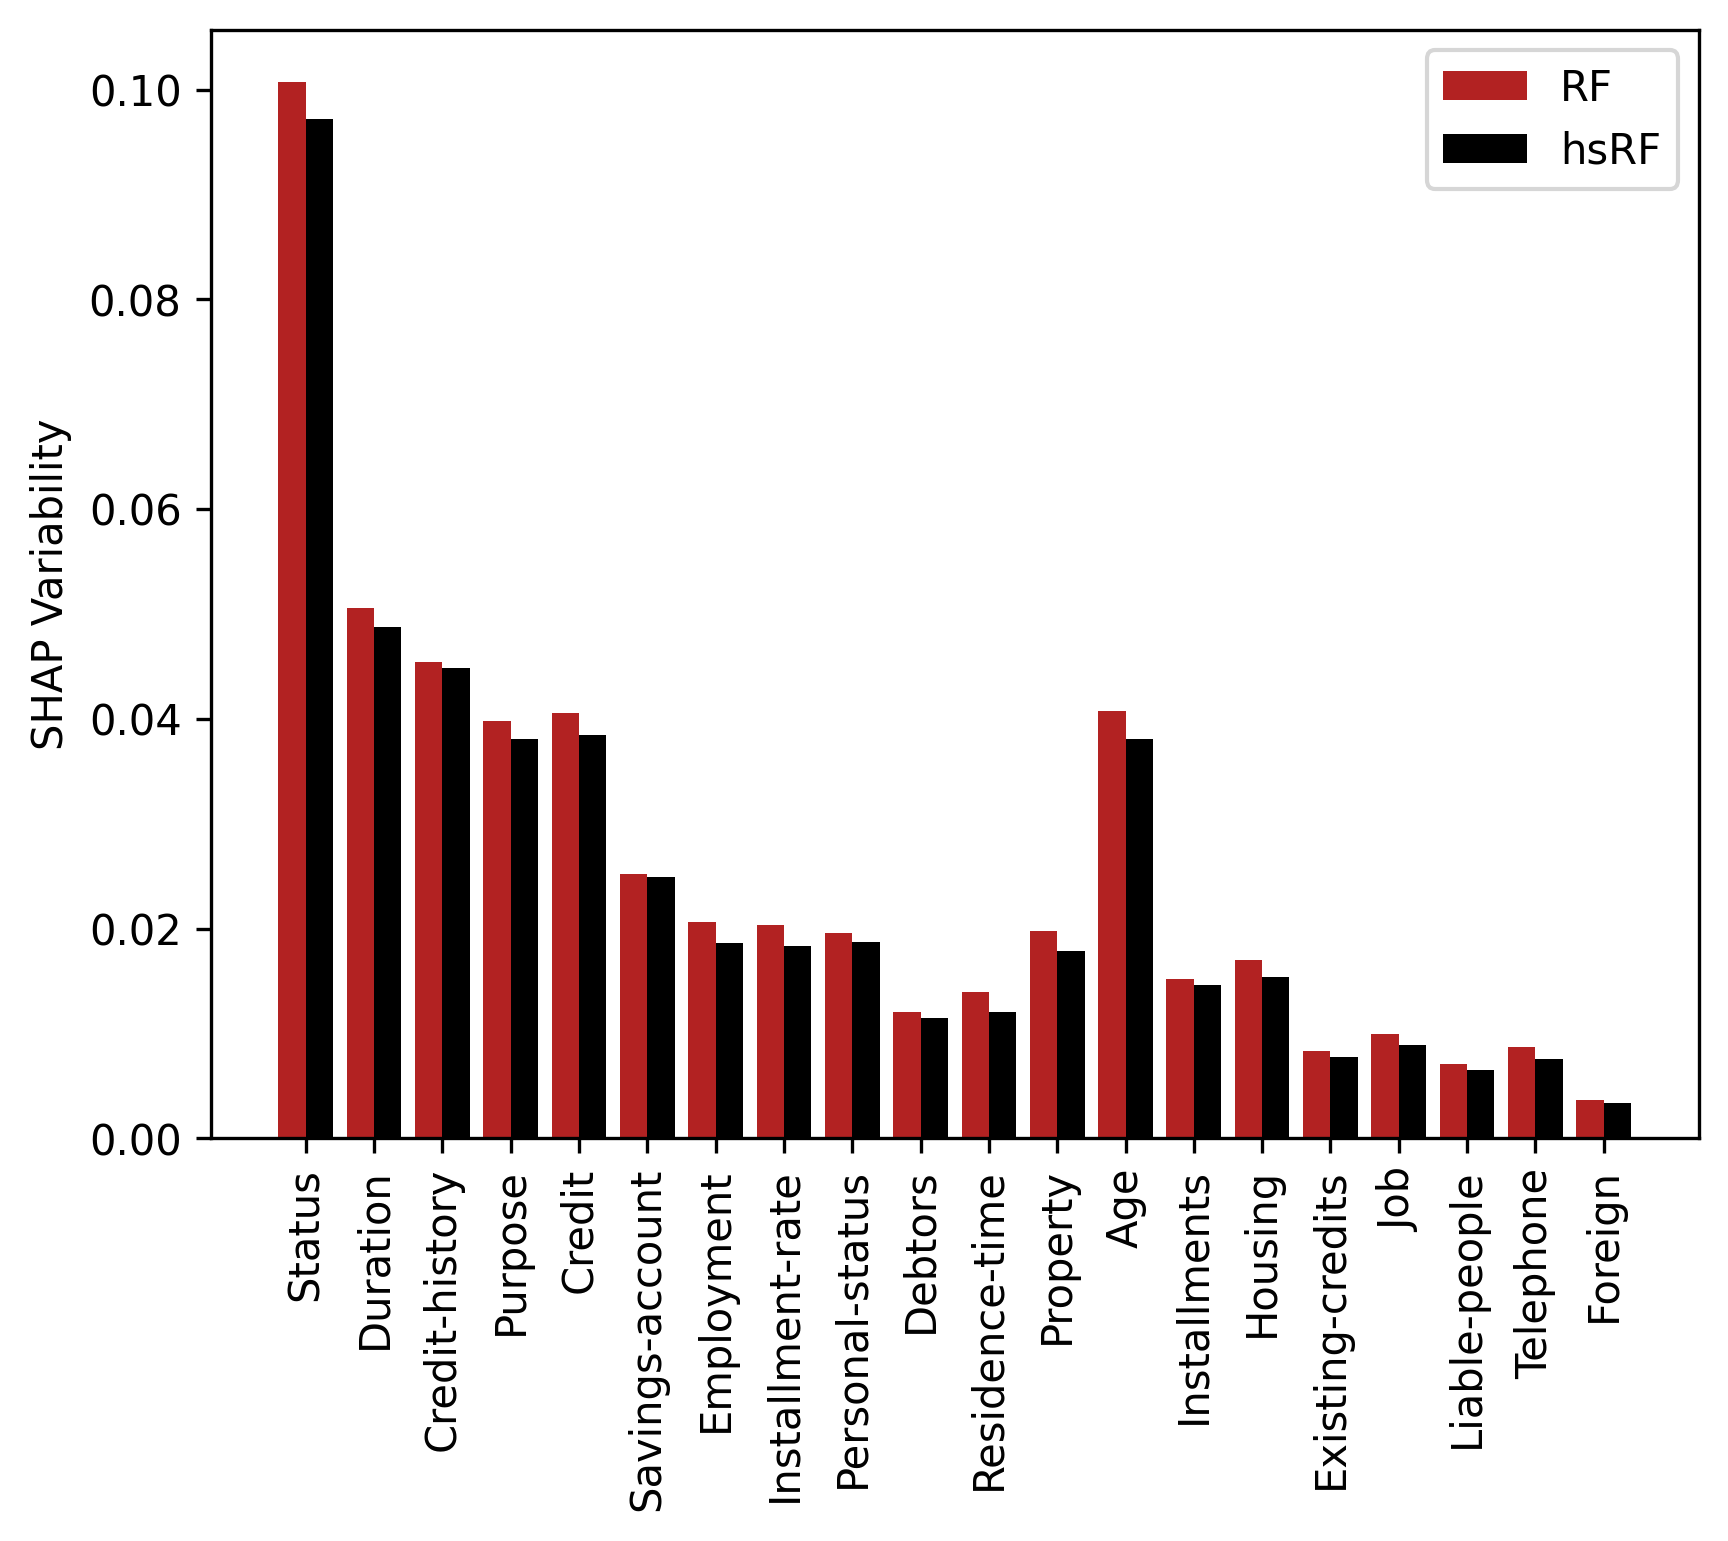 RF
hsRF
SHAP Variability
0.10
0.08
0.06
0.04
0.02
0.00
Status
Duration
Credit-history
Purpose
Credit
Savings-account
Employment
Installment-rate
Personal-status
Debtors
Residence-time
Property
Age
Installments
Housing
Existing-credits
Job
Liable-people
Telephone
Foreign